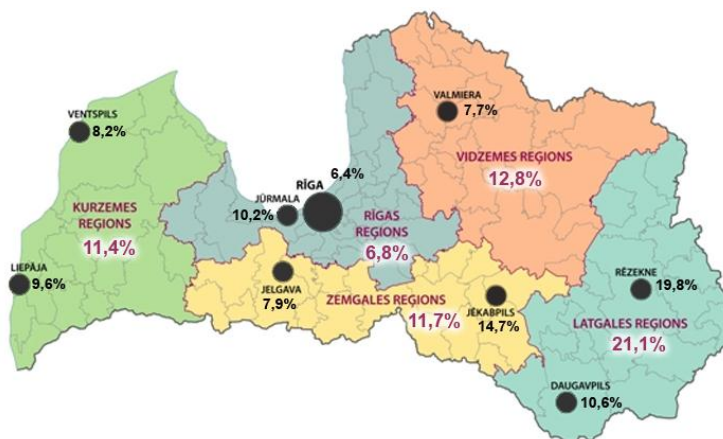 VENTSPILS
8,2%
VALMIERA
7,7%
6,4%
RĪGA
JŪRMALA
10,2%
VIDZEMES REĢIONS
12,8%
KURZEMES
REĢIONS
11,4%
RĪGAS
REĢIONS
6,8%
LIEPĀJA
9,6%
JELGAVA
7,9%
ZEMGALES REĢIONS
11,7%
JĒKABPILS
14,7%
RĒZEKNE
19,8%
LATGALES REĢIONS
21,1%
DAUGAVPILS
10,6%